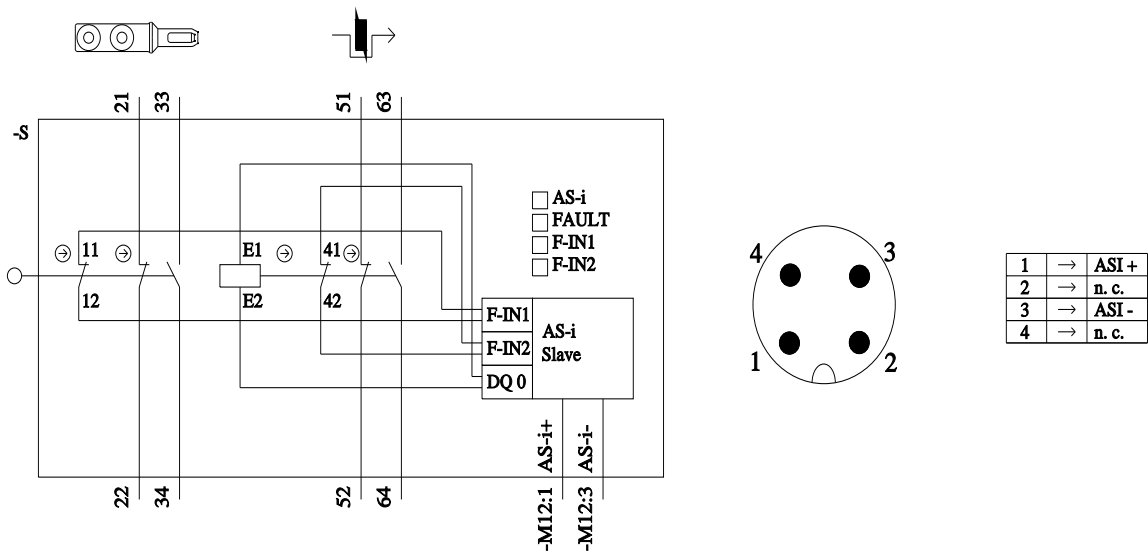 21 33 51 63
-S
AS-i
FAULT
F-IN1
F-IN2
11 E1 41
12 E2 42
F-IN1
F-IN2
DQ 0
AS-i
Slave
22 34 52 64
-M12:1 AS-i+
-M12:3 AS-i-
4 3
1 2
1 → ASI +
2 → n. c.
3 → ASI -
4 → n. c.